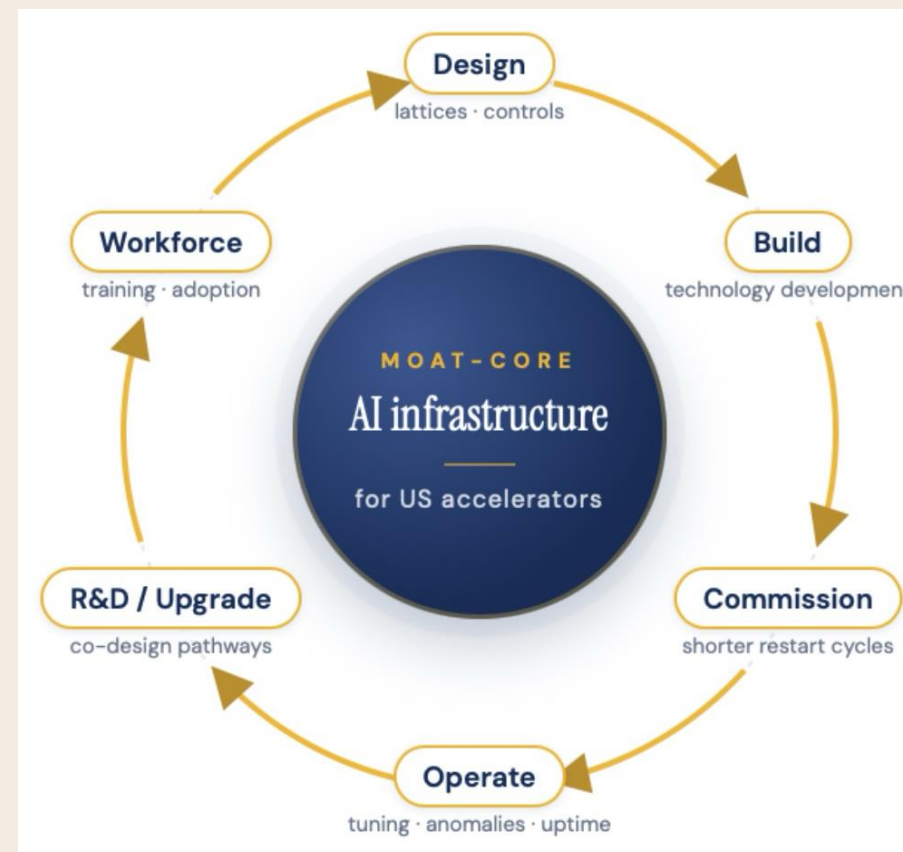 Design
lattices · controls
Workforce
training · adoption
Build
technology developmen
MOAT-CORE
AI infrastructure
for US accelerators
R&D / Upgrade
co-design pathways
Commission
shorter restart cycles
Operate
tuning · anomalies · uptime